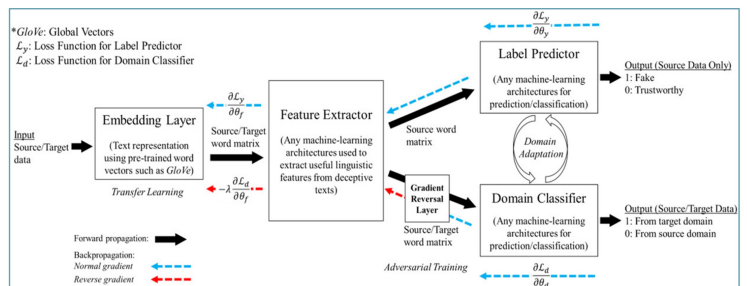 *GloVe: Global Vectors
ℒy: Loss Function for Label Predictor
ℒd: Loss Function for Domain Classifier
∂ℒy
∂θy
Label Predictor
(Any machine-learning
architectures for
prediction/classification)
Output (Source Data Only)
1: Fake
0: Trustworthy
Input
Source/Target
data
Embedding Layer
(Text representation
using pre-trained word
vectors such as GloVe)
Transfer Learning
∂ℒy
∂θf
Source/Target
word matrix
−λ ∂ℒd
∂θf
Feature Extractor
(Any machine-learning
architectures used to
extract useful linguistic
features from deceptive
texts)
Source word
matrix
Domain
Adaptation
Gradient
Reversal
Layer
Source/Target
word matrix
Domain Classifier
(Any machine-learning
architectures for
prediction/classification)
Output (Source/Target Data)
1: From target domain
0: From source domain
Forward propagation:
Backpropagation:
Normal gradient
Reverse gradient
Adversarial Training
∂ℒd
∂θd